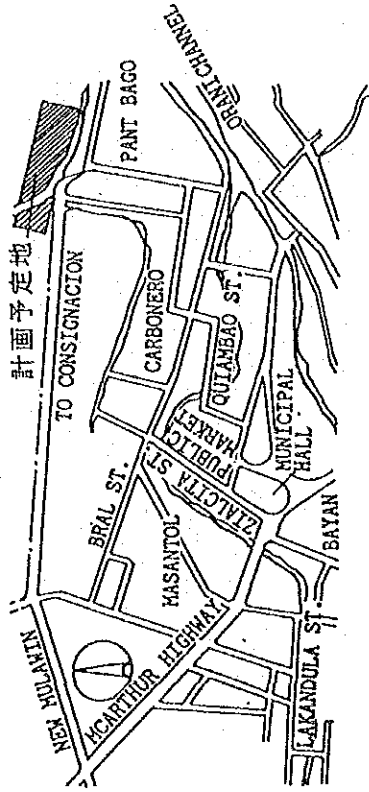 計画予定地
PANT BAGO
ORANI CHANNEL
TO CONSIGNACION
CARBONERO
QUIAMBAO ST.
PUBLIC
MARKET
MUNICIPAL
HALL
ZIALCITA ST.
BRAL ST.
MASANTOL
NEW MULAWIN
MCARTHUR HIGHWAY
LAKANDULA ST.
BAYAN